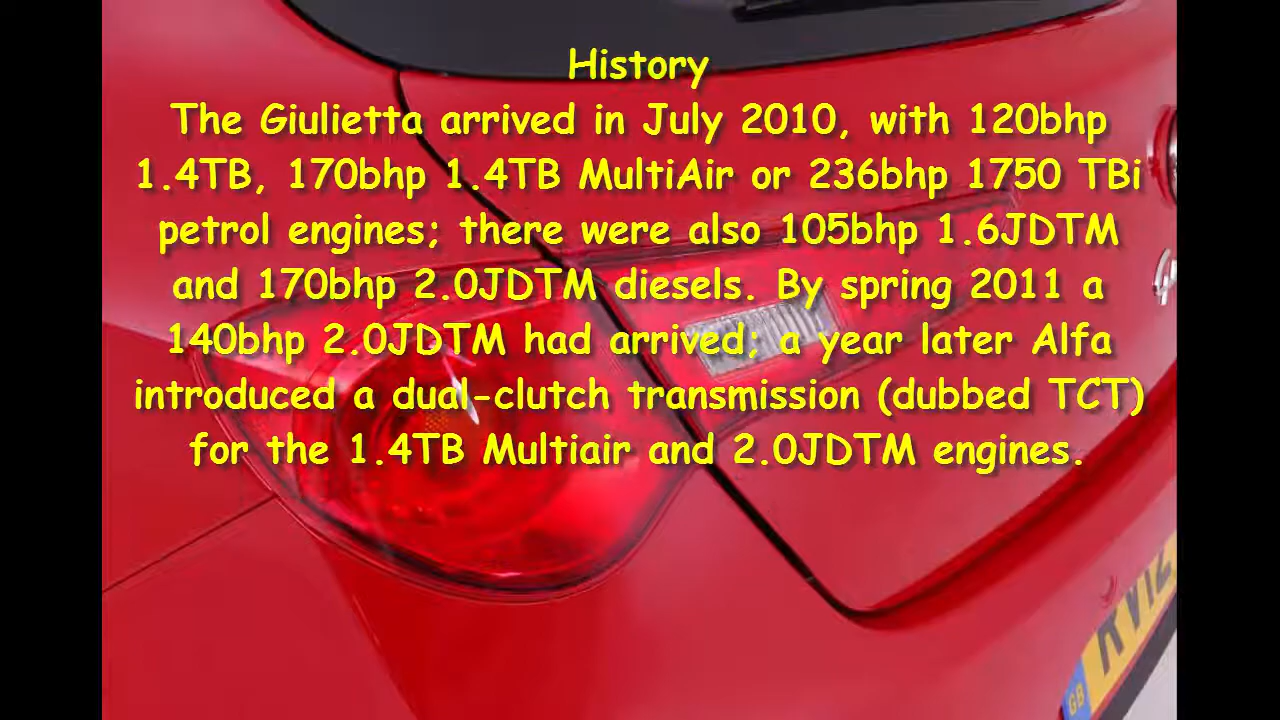 History
The Giulietta arrived in July 2010, with 120bhp
1.4TB, 170bhp 1.4TB MultiAir or 236bhp 1750 TBi
petrol engines; there were also 105bhp 1.6JDTM
and 170bhp 2.0JDTM diesels. By spring 2011 a
140bhp 2.0JDTM had arrived; a year later Alfa
introduced a dual-clutch transmission (dubbed TCT)
for the 1.4TB Multiair and 2.0JDTM engines.
GB RV12